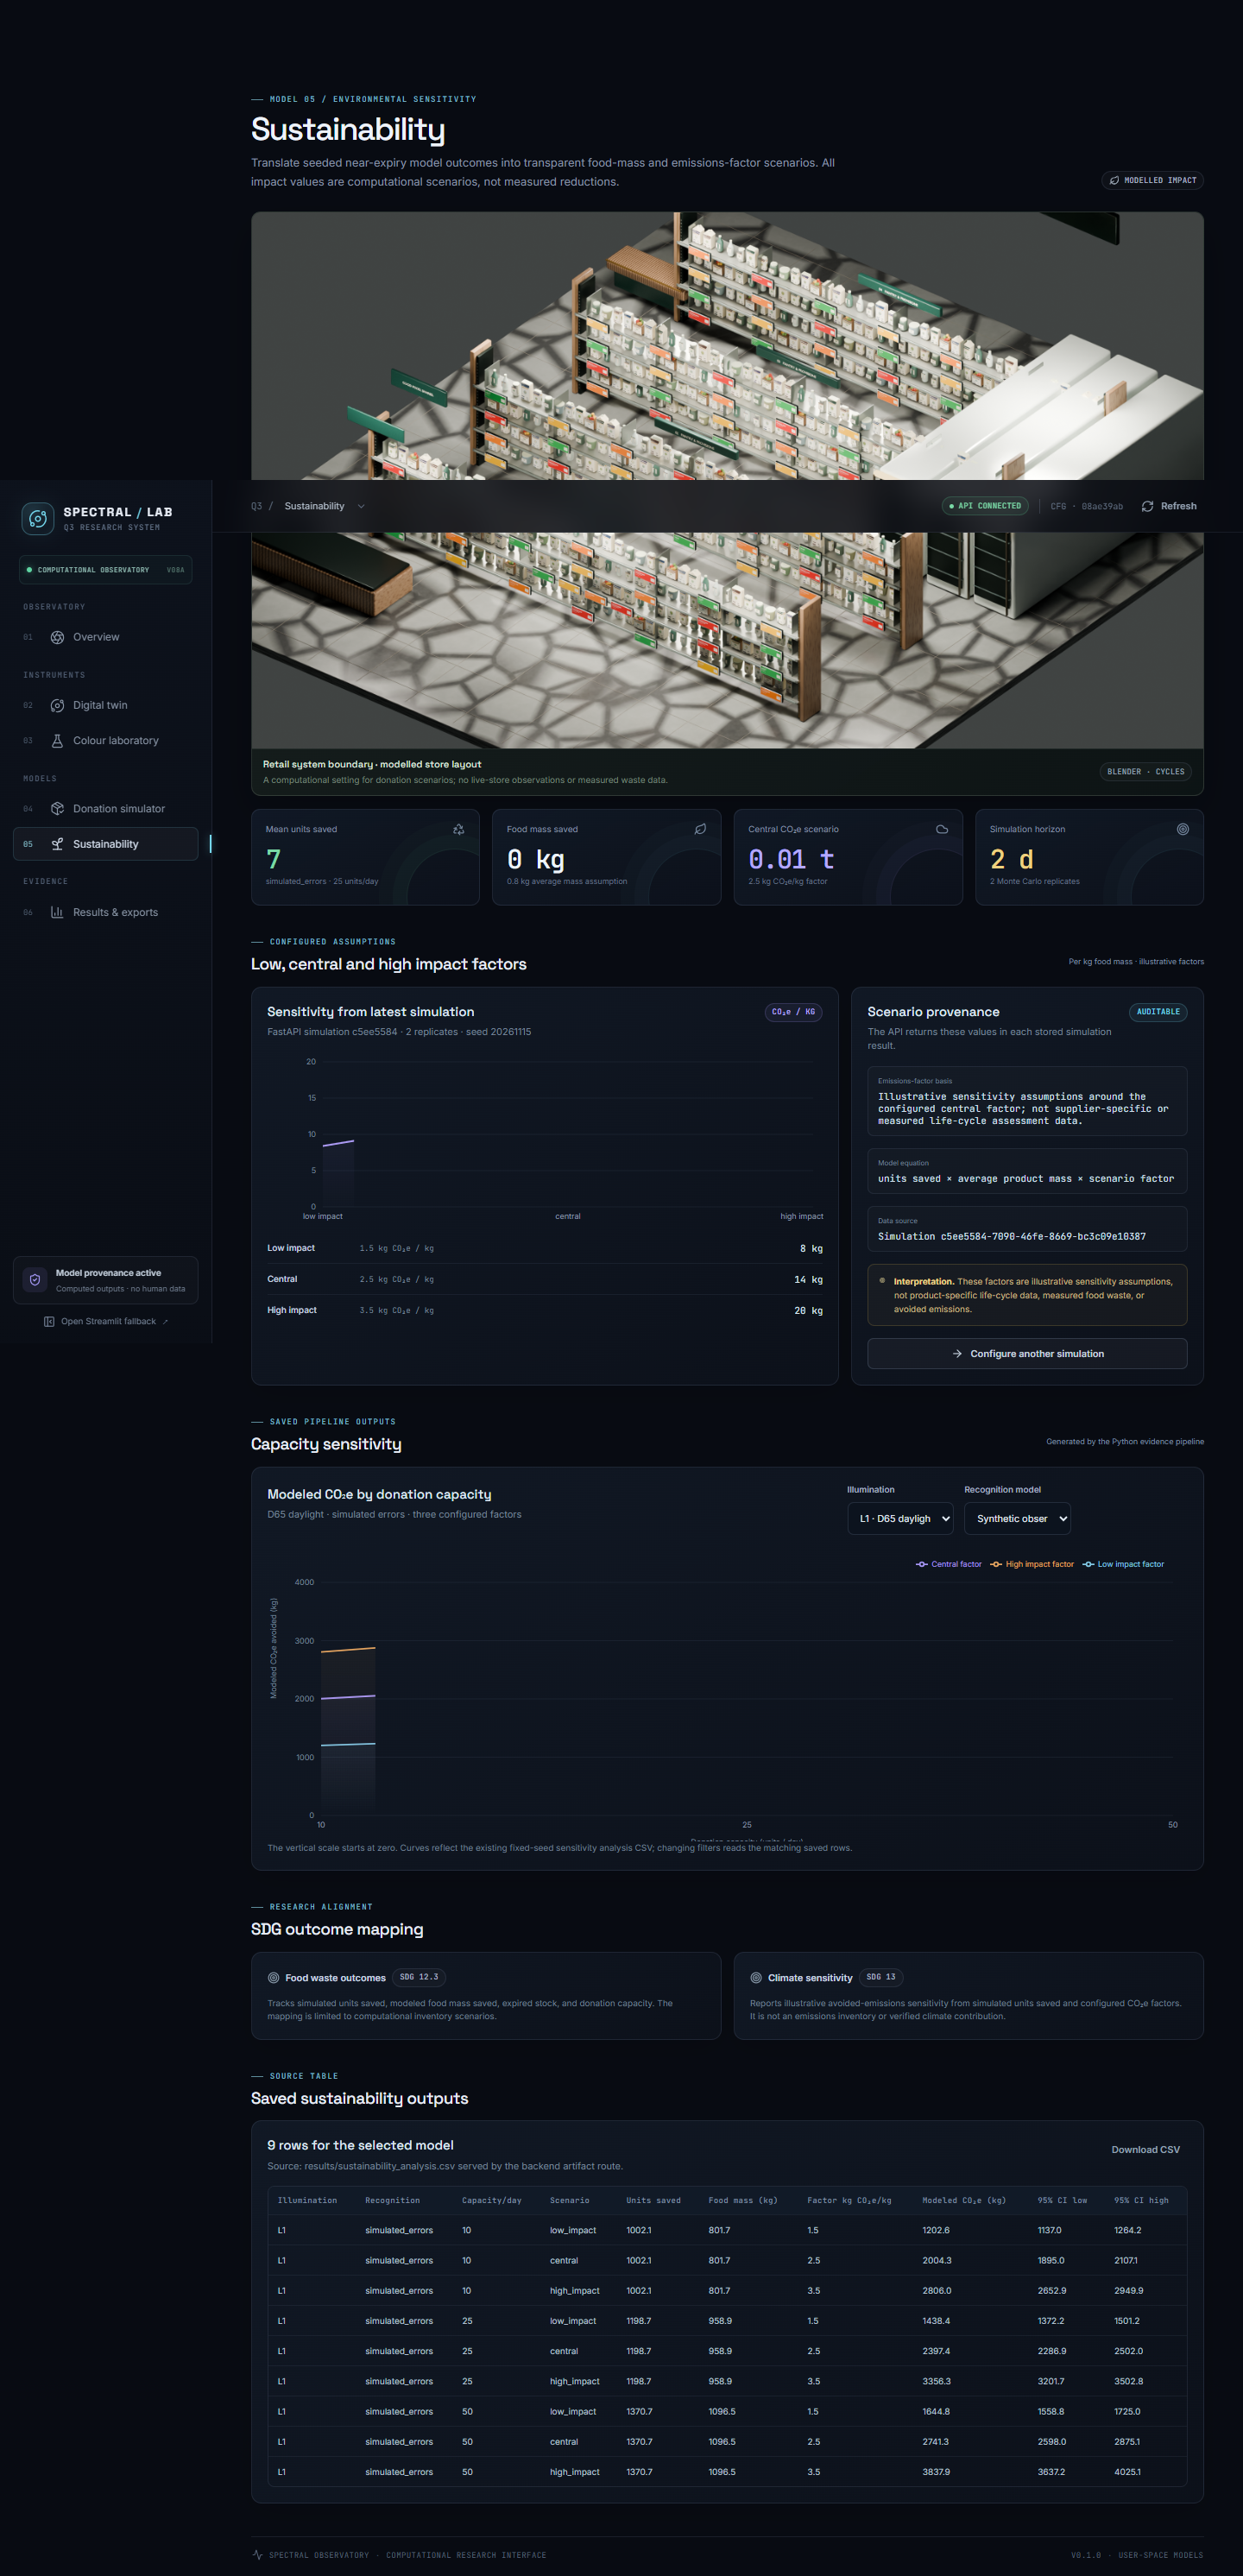 MODEL 05 / ENVIRONMENTAL SENSITIVITY
Sustainability
Translate seeded near-expiry model outcomes into transparent food-mass and emissions-factor scenarios. All
impact values are computational scenarios, not measured reductions.
MODELLED IMPACT
SPECTRAL / LAB
Q3 RESEARCH SYSTEM
COMPUTATIONAL OBSERVATORY
OBSERVATORY
01 Overview
INSTRUMENTS
02 Digital twin
03 Colour laboratory
MODELS
04 Donation simulator
05 Sustainability
EVIDENCE
06 Results & exports
Model provenance active
Computed outputs · no human data
Open Streamlit fallback ↗
Q3 / Sustainability
API CONNECTED
CFG · 08ae39ab
Refresh
Retail system boundary · modelled store layout
A computational setting for donation scenarios; no live-store observations or measured waste data.
BLENDER · CYCLES
Mean units saved
7
simulated_errors · 25 units/day
Food mass saved
0 kg
0.8 kg average mass assumption
Central CO₂e scenario
0.01 t
2.5 kg CO₂e/kg factor
Simulation horizon
2 d
2 Monte Carlo replicates
CONFIGURED ASSUMPTIONS
Low, central and high impact factors
Per kg food mass · illustrative factors
Sensitivity from latest simulation
CO₂e / KG
FastAPI simulation c5ee5584 · 2 replicates · seed 20261115
20
15
10
5
0
low impact central high impact
Low impact 1.5 kg CO₂e / kg 8 kg
Central 2.5 kg CO₂e / kg 14 kg
High impact 3.5 kg CO₂e / kg 20 kg
Scenario provenance
AUDITABLE
The API returns these values in each stored simulation
result.
Emissions-factor basis
Illustrative sensitivity assumptions around the
configured central factor; not supplier-specific or
measured life-cycle assessment data.
Model equation
units saved × average product mass × scenario factor
Data source
Simulation c5ee5584-7090-46fe-8669-bc3c09e10387
Interpretation. These factors are illustrative sensitivity assumptions,
not product-specific life-cycle data, measured food waste, or
avoided emissions.
Configure another simulation
SAVED PIPELINE OUTPUTS
Capacity sensitivity
Generated by the Python evidence pipeline
Modeled CO₂e by donation capacity
D65 daylight · simulated errors · three configured factors
Illumination
L1 · D65 dayligh
Recognition model
Synthetic obser
Central factor High impact factor Low impact factor
Modeled CO₂e avoided (kg)
4000
3000
2000
1000
0
10 25 50
The vertical scale starts at zero. Curves reflect the existing fixed-seed sensitivity analysis CSV; changing filters reads the matching saved rows.
RESEARCH ALIGNMENT
SDG outcome mapping
Food waste outcomes SDG 12.3
Tracks simulated units saved, modeled food mass saved, expired stock, and donation capacity. The
mapping is limited to computational inventory scenarios.
Climate sensitivity SDG 13
Reports illustrative avoided-emissions sensitivity from simulated units saved and configured CO₂e factors.
It is not an emissions inventory or verified climate contribution.
SOURCE TABLE
Saved sustainability outputs
9 rows for the selected model
Download CSV
Source: results/sustainability_analysis.csv served by the backend artifact route.
Illumination Recognition Capacity/day Scenario Units saved Food mass (kg) Factor kg CO₂e/kg Modeled CO₂e (kg) 95% CI low 95% CI high
L1 simulated_errors 10 low_impact 1002.1 801.7 1.5 1202.6 1137.0 1264.2
L1 simulated_errors 10 central 1002.1 801.7 2.5 2004.3 1895.0 2107.1
L1 simulated_errors 10 high_impact 1002.1 801.7 3.5 2806.0 2652.9 2949.9
L1 simulated_errors 25 low_impact 1198.7 958.9 1.5 1438.4 1372.2 1501.2
L1 simulated_errors 25 central 1198.7 958.9 2.5 2397.4 2286.9 2502.0
L1 simulated_errors 25 high_impact 1198.7 958.9 3.5 3356.3 3201.7 3502.8
L1 simulated_errors 50 low_impact 1370.7 1096.5 1.5 1644.8 1558.8 1725.0
L1 simulated_errors 50 central 1370.7 1096.5 2.5 2741.3 2598.0 2875.1
L1 simulated_errors 50 high_impact 1370.7 1096.5 3.5 3837.9 3637.2 4025.1
SPECTRAL OBSERVATORY · COMPUTATIONAL RESEARCH INTERFACE
V0.1.0 · USER-SPACE MODELS